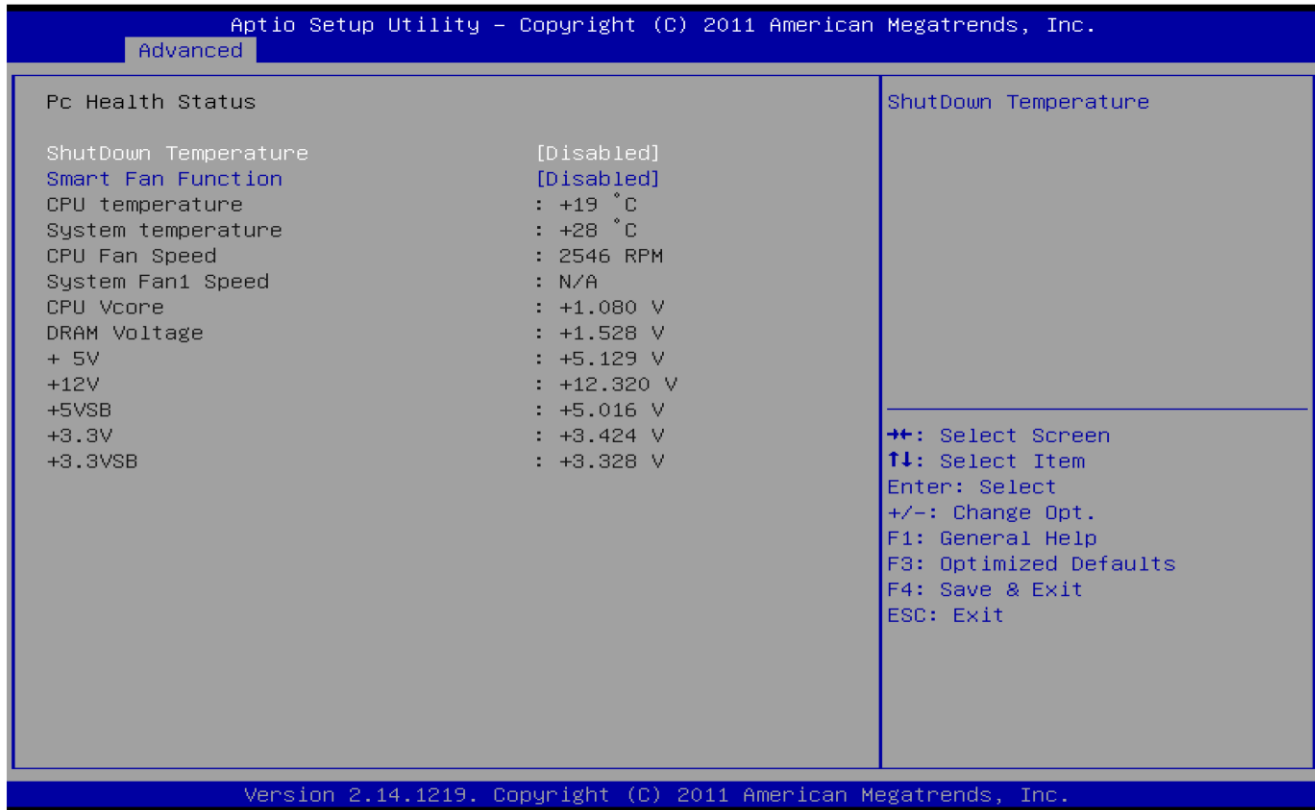 Aptio Setup Utility – Copyright (C) 2011 American Megatrends, Inc.
Advanced
Pc Health Status
ShutDown Temperature [Disabled]
Smart Fan Function [Disabled]
CPU temperature : +19 °C
System temperature : +28 °C
CPU Fan Speed : 2546 RPM
System Fan1 Speed : N/A
CPU Vcore : +1.080 V
DRAM Voltage : +1.528 V
+ 5V : +5.129 V
+12V : +12.320 V
+5VSB : +5.016 V
+3.3V : +3.424 V
+3.3VSB : +3.328 V
ShutDown Temperature
→←: Select Screen
↑↓: Select Item
Enter: Select
+/-: Change Opt.
F1: General Help
F3: Optimized Defaults
F4: Save & Exit
ESC: Exit
Version 2.14.1219. Copyright (C) 2011 American Megatrends, Inc.